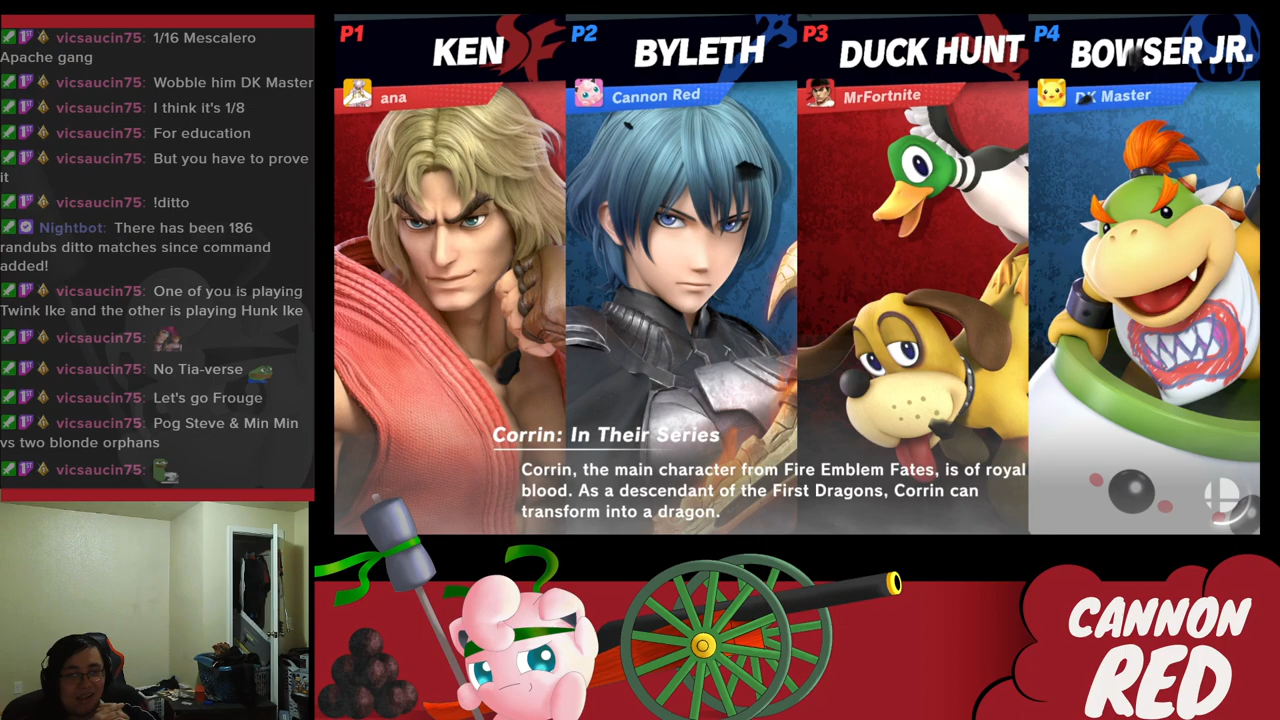 vicsaucin75: 1/16 Mescalero
Apache gang
vicsaucin75: Wobble him DK Master
vicsaucin75: I think it's 1/8
vicsaucin75: For education
vicsaucin75: But you have to prove
it
vicsaucin75: !ditto
Nightbot: There has been 186
randubs ditto matches since command
added!
vicsaucin75: One of you is playing
Twink Ike and the other is playing Hunk Ike
vicsaucin75:
vicsaucin75: No Tia-verse
vicsaucin75: Let's go Frouge
vicsaucin75: Pog Steve & Min Min
vs two blonde orphans
vicsaucin75:
P1 KEN
ana
P2 BYLETH
Cannon Red
P3 DUCK HUNT
MrFortnite
P4 BOWSER JR.
DK Master
Corrin: In Their Series
Corrin, the main character from Fire Emblem Fates, is of royal
blood. As a descendant of the First Dragons, Corrin can
transform into a dragon.
CANNON
RED